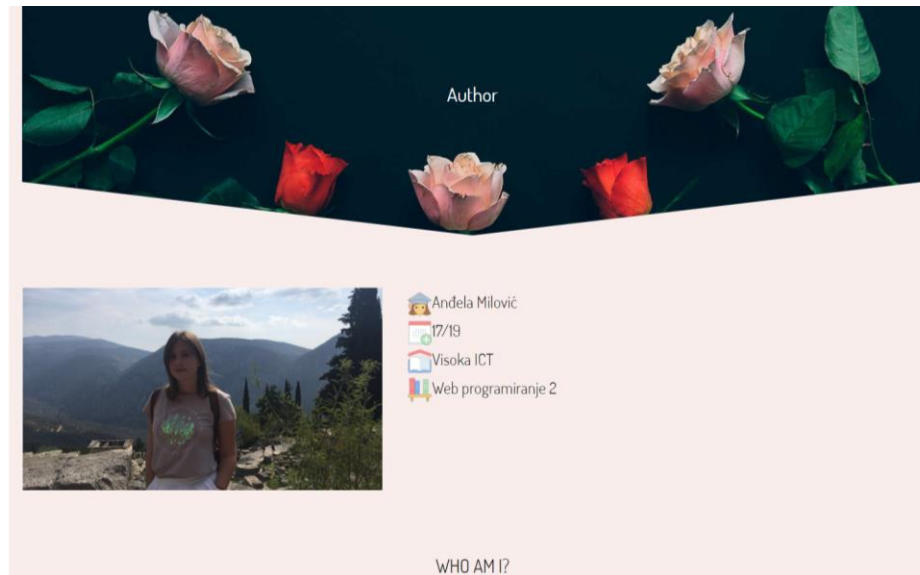 Author
Anđela Milović
17/19
Visoka ICT
Web programiranje 2
WHO AM I?